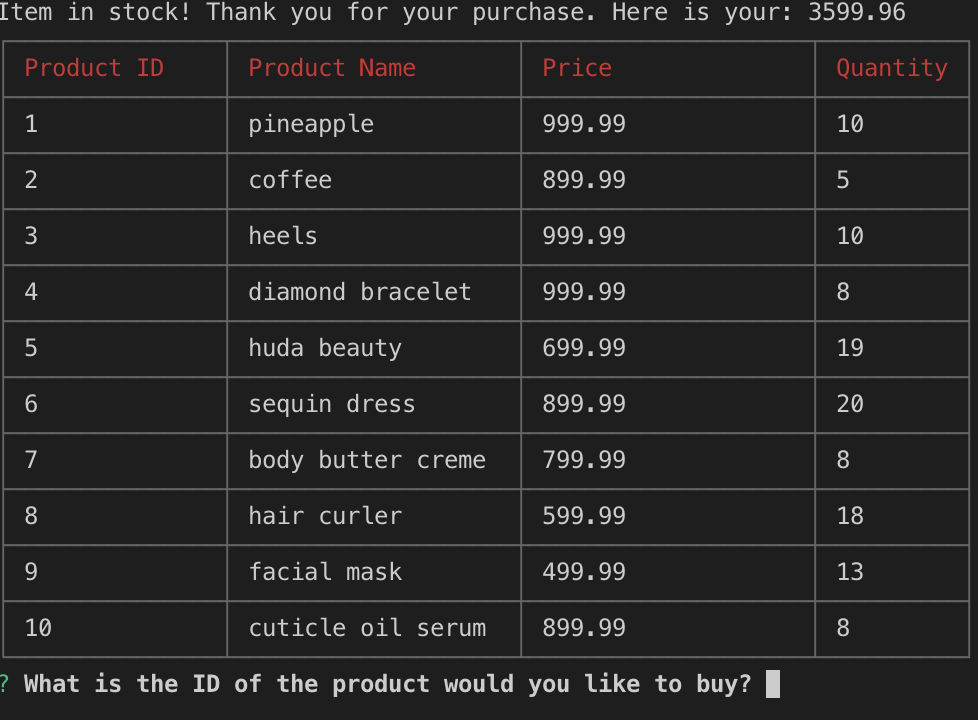 Item in stock! Thank you for your purchase. Here is your: 3599.96
Product ID Product Name Price Quantity
1 pineapple 999.99 10
2 coffee 899.99 5
3 heels 999.99 10
4 diamond bracelet 999.99 8
5 huda beauty 699.99 19
6 sequin dress 899.99 20
7 body butter creme 799.99 8
8 hair curler 599.99 18
9 facial mask 499.99 13
10 cuticle oil serum 899.99 8
? What is the ID of the product would you like to buy?